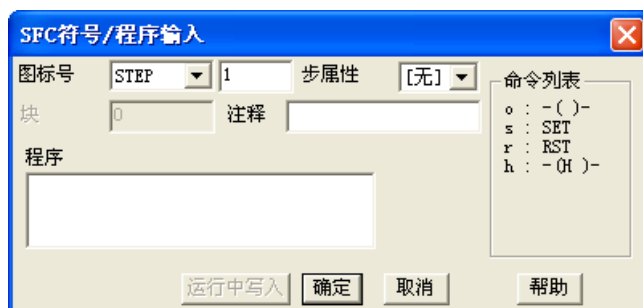 SFC符号/程序输入
图标号 STEP 1 步属性 [无]
块 0 注释
程序
命令列表
o : -( )-
s : SET
r : RST
h : -(H )-
运行中写入 确定 取消 帮助